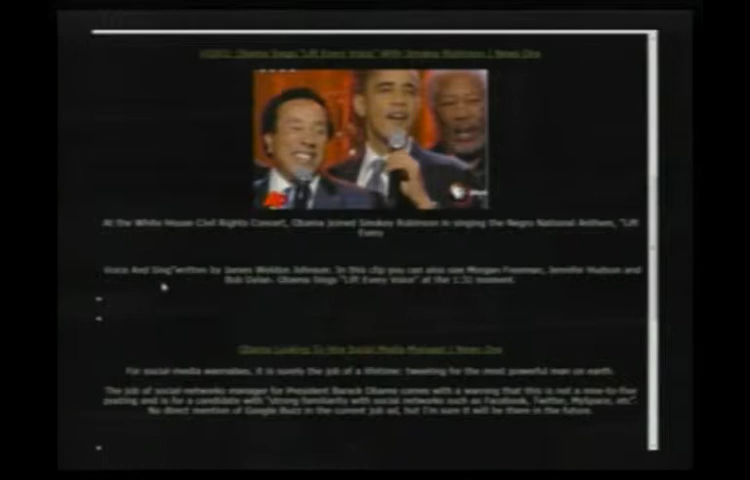 VIDEO: Obama Sings "Lift Every Voice" With Smokey Robinson | News One
At the White House Civil Rights Concert, Obama joined Smokey Robinson in singing the Negro National Anthem, "Lift
Every
Voice And Sing" written by James Weldon Johnson. In this clip you can also see Morgan Freeman, Jennifer Hudson and
Bob Dylan. Obama Sings "Lift Every Voice" at the 1:32 moment.
Obama Looking To Hire Social Media Manager | News One
For social media wannabes, it is surely the job of a lifetime: tweeting for the most powerful man on earth.
The job of social networks manager for President Barack Obama comes with a warning that this is not a nine-to-five
posting and is for a candidate with "strong familiarity with social networks such as Facebook, Twitter, MySpace, etc".
No direct mention of Google Buzz in the current job ad, but I'm sure it will be there in the future.